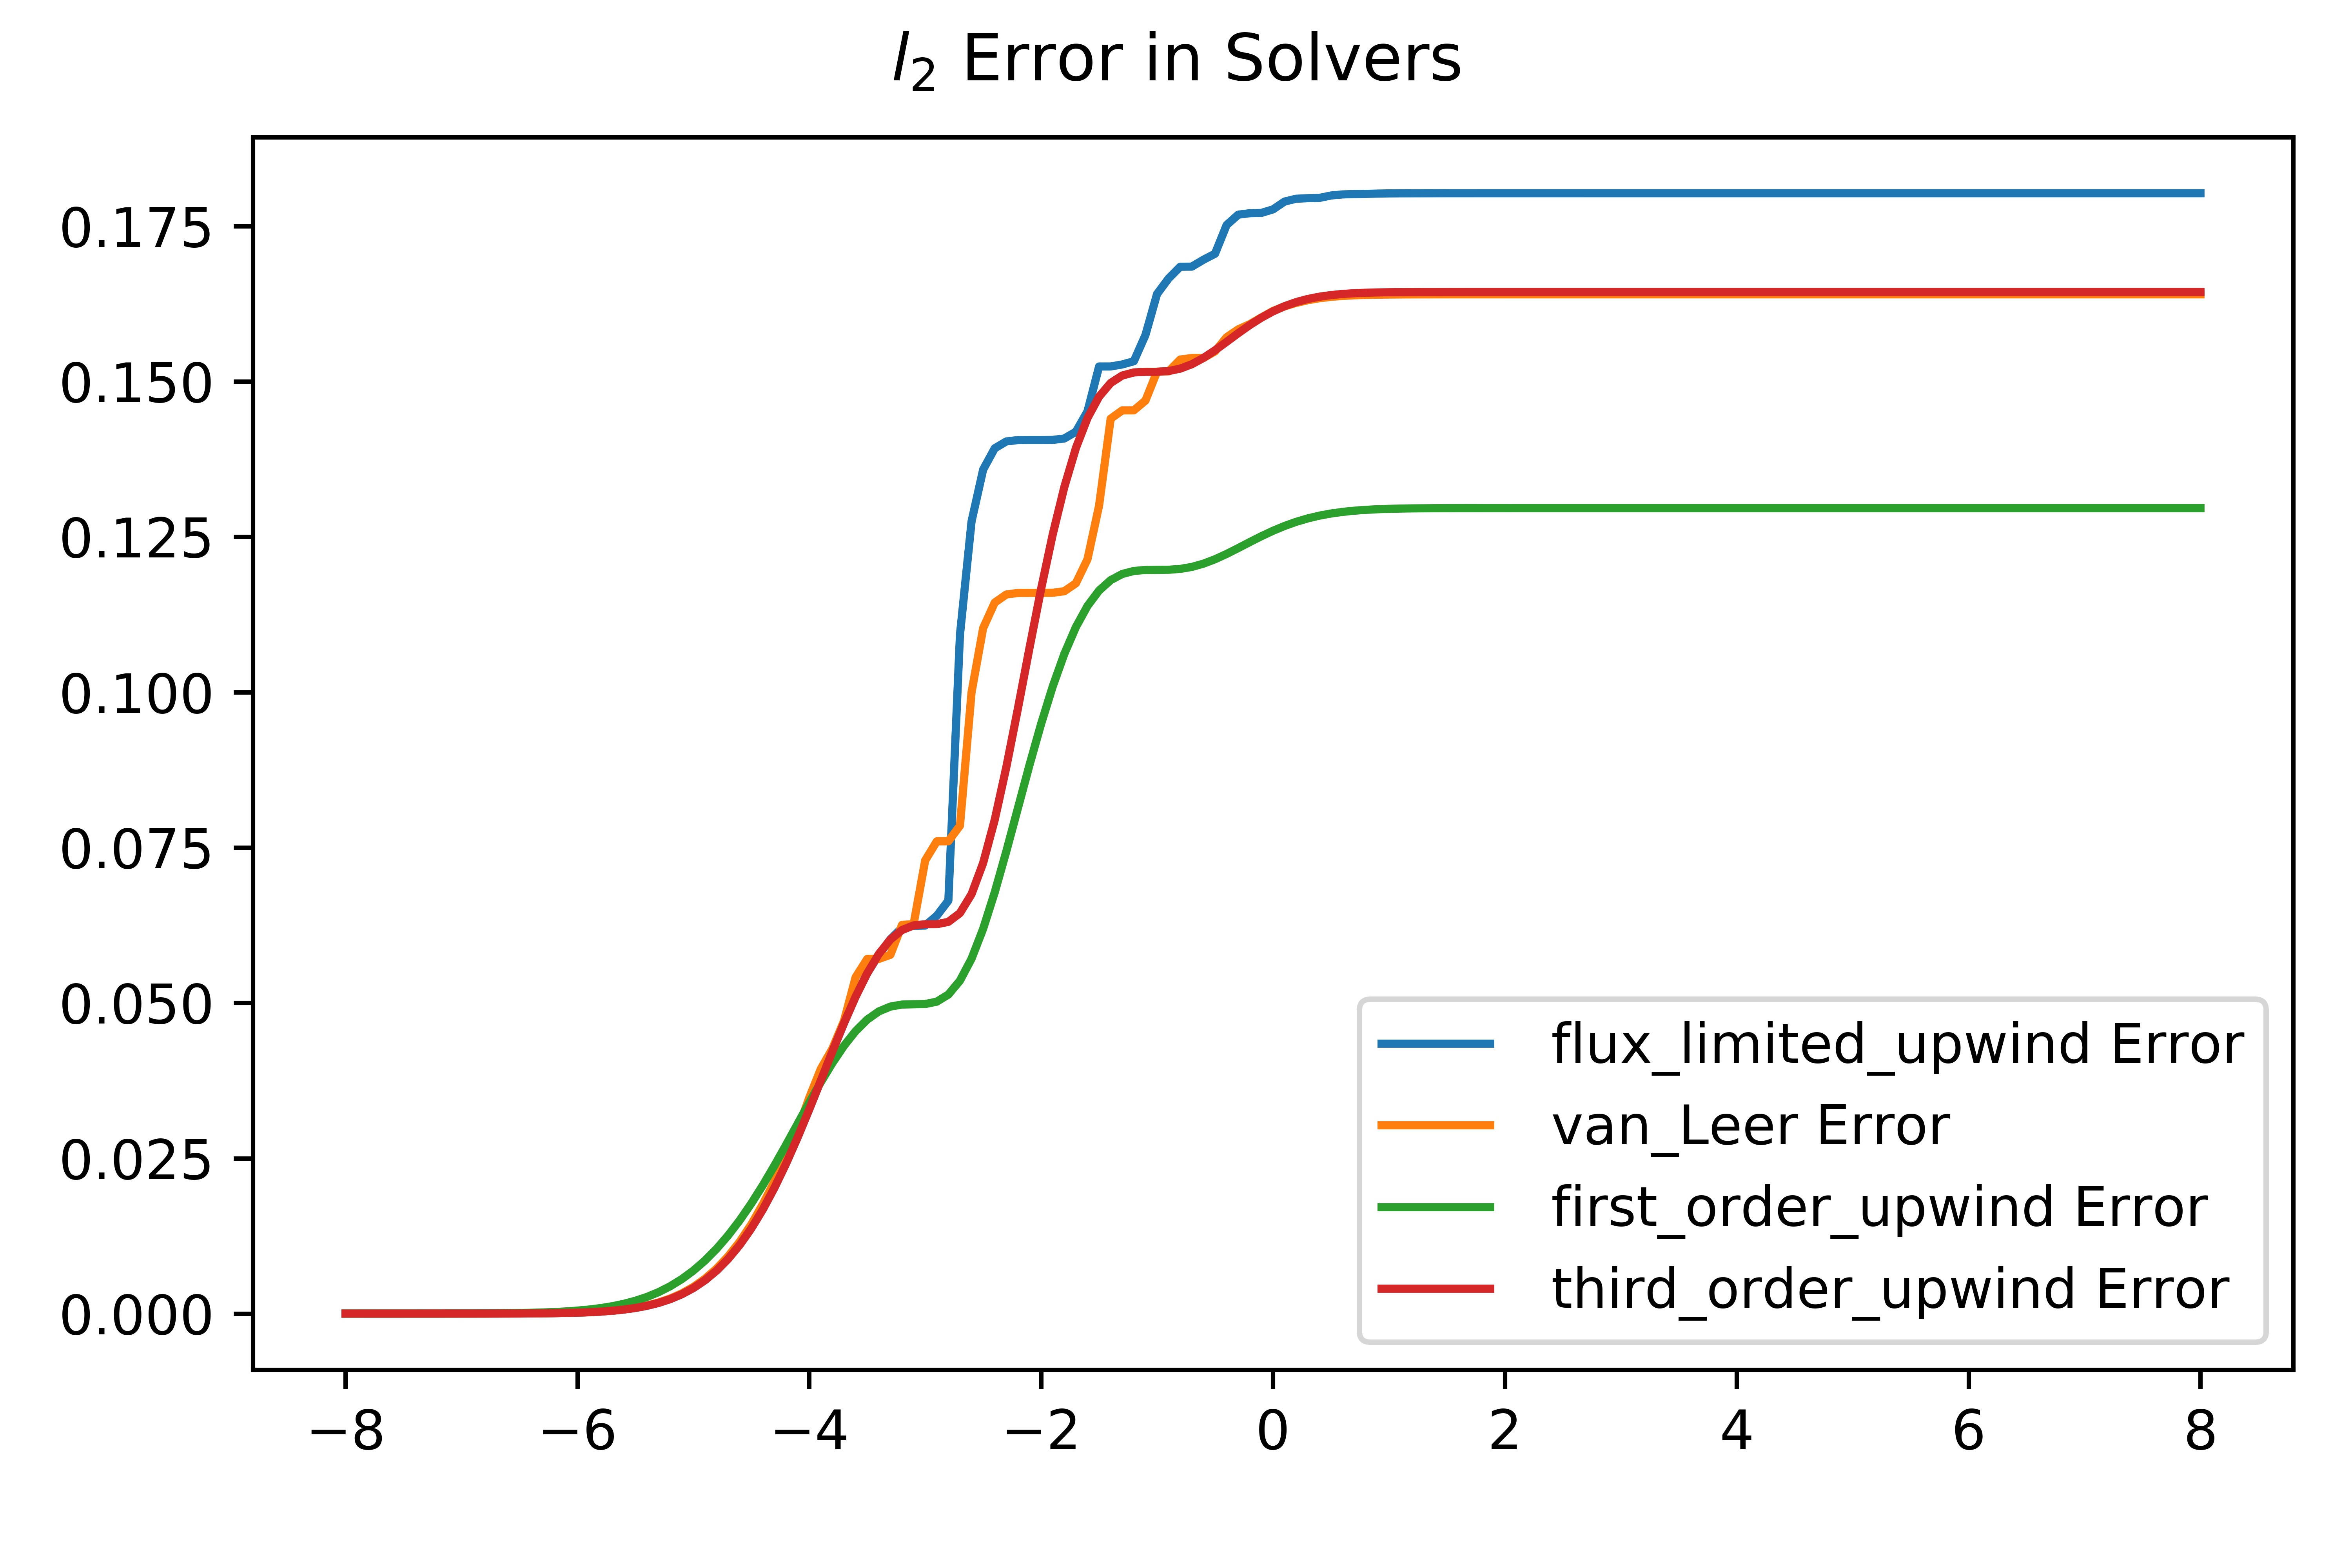 l₂ Error in Solvers
0.175
0.150
0.125
0.100
0.075
0.050
0.025
0.000
−8 −6 −4 −2 0 2 4 6 8
flux_limited_upwind Error
van_Leer Error
first_order_upwind Error
third_order_upwind Error